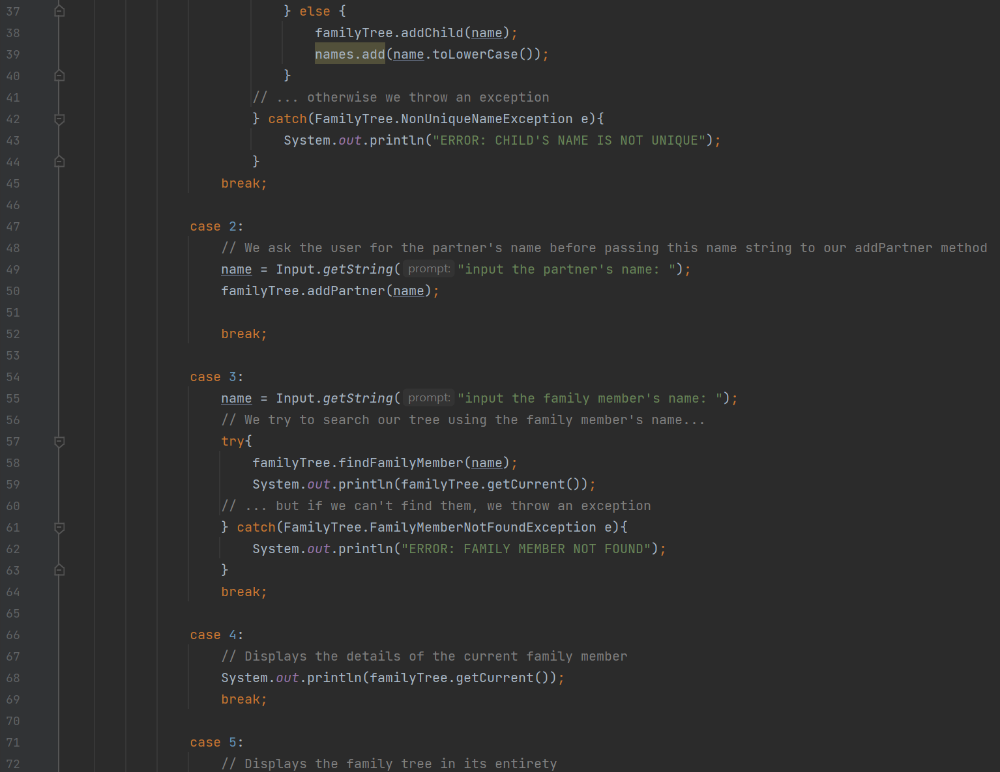 37 } else {
38 familyTree.addChild(name);
39 names.add(name.toLowerCase());
40 }
41 // ... otherwise we throw an exception
42 } catch(FamilyTree.NonUniqueNameException e){
43 System.out.println("ERROR: CHILD'S NAME IS NOT UNIQUE");
44 }
45 break;
46
47 case 2:
48 // We ask the user for the partner's name before passing this name string to our addPartner method
49 name = Input.getString( prompt: "input the partner's name: ");
50 familyTree.addPartner(name);
51
52 break;
53
54 case 3:
55 name = Input.getString( prompt: "input the family member's name: ");
56 // We try to search our tree using the family member's name...
57 try{
58 familyTree.findFamilyMember(name);
59 System.out.println(familyTree.getCurrent());
60 // ... but if we can't find them, we throw an exception
61 } catch(FamilyTree.FamilyMemberNotFoundException e){
62 System.out.println("ERROR: FAMILY MEMBER NOT FOUND");
63 }
64 break;
65
66 case 4:
67 // Displays the details of the current family member
68 System.out.println(familyTree.getCurrent());
69 break;
70
71 case 5:
72 // Displays the family tree in its entirety